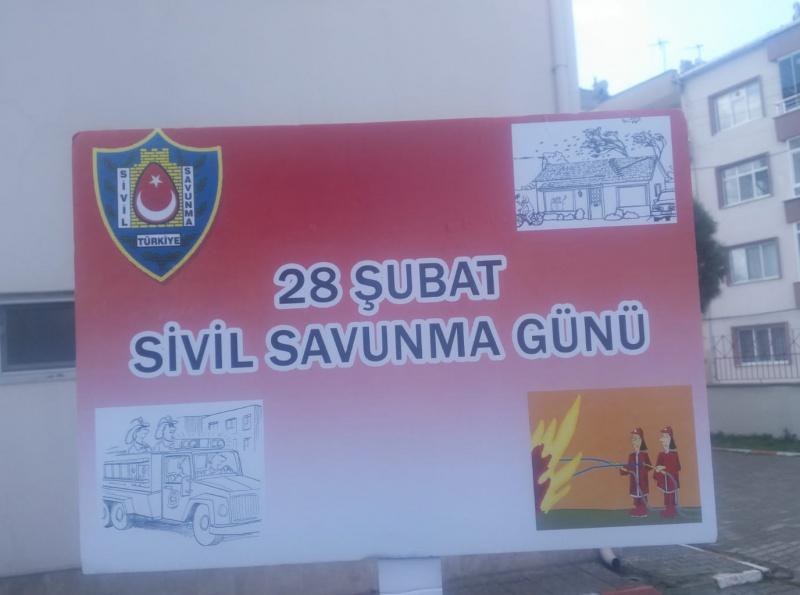 SİVİL
SAVUNMA
TÜRKİYE
28 ŞUBAT
SİVİL SAVUNMA GÜNÜ